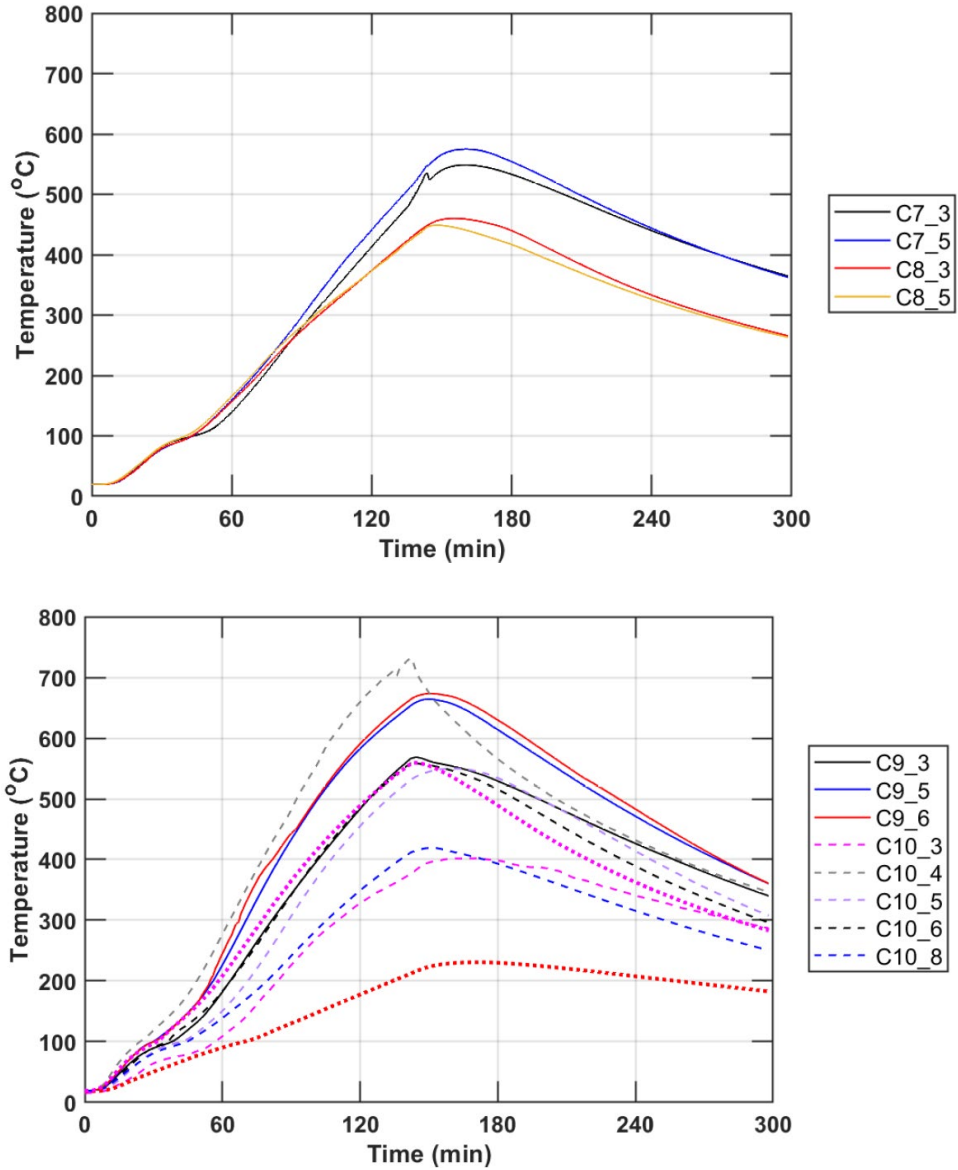 800
700
600
500
400
300
200
100
0
Temperature (°C)
0 60 120 180 240 300
Time (min)
C7_3
C7_5
C8_3
C8_5
800
700
600
500
400
300
200
100
0
Temperature (°C)
0 60 120 180 240 300
Time (min)
C9_3
C9_5
C9_6
C10_3
C10_4
C10_5
C10_6
C10_8